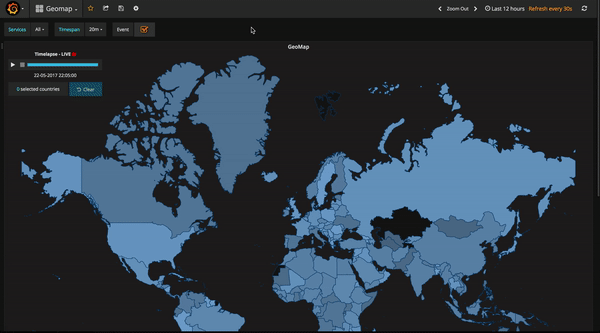 Geomap
Zoom Out
Last 12 hours
Refresh every 30s
Services
All
Timespan
20m
Event
GeoMap
Timelapse - LIVE
22-05-2017 22:05:00
0 selected countries
Clear